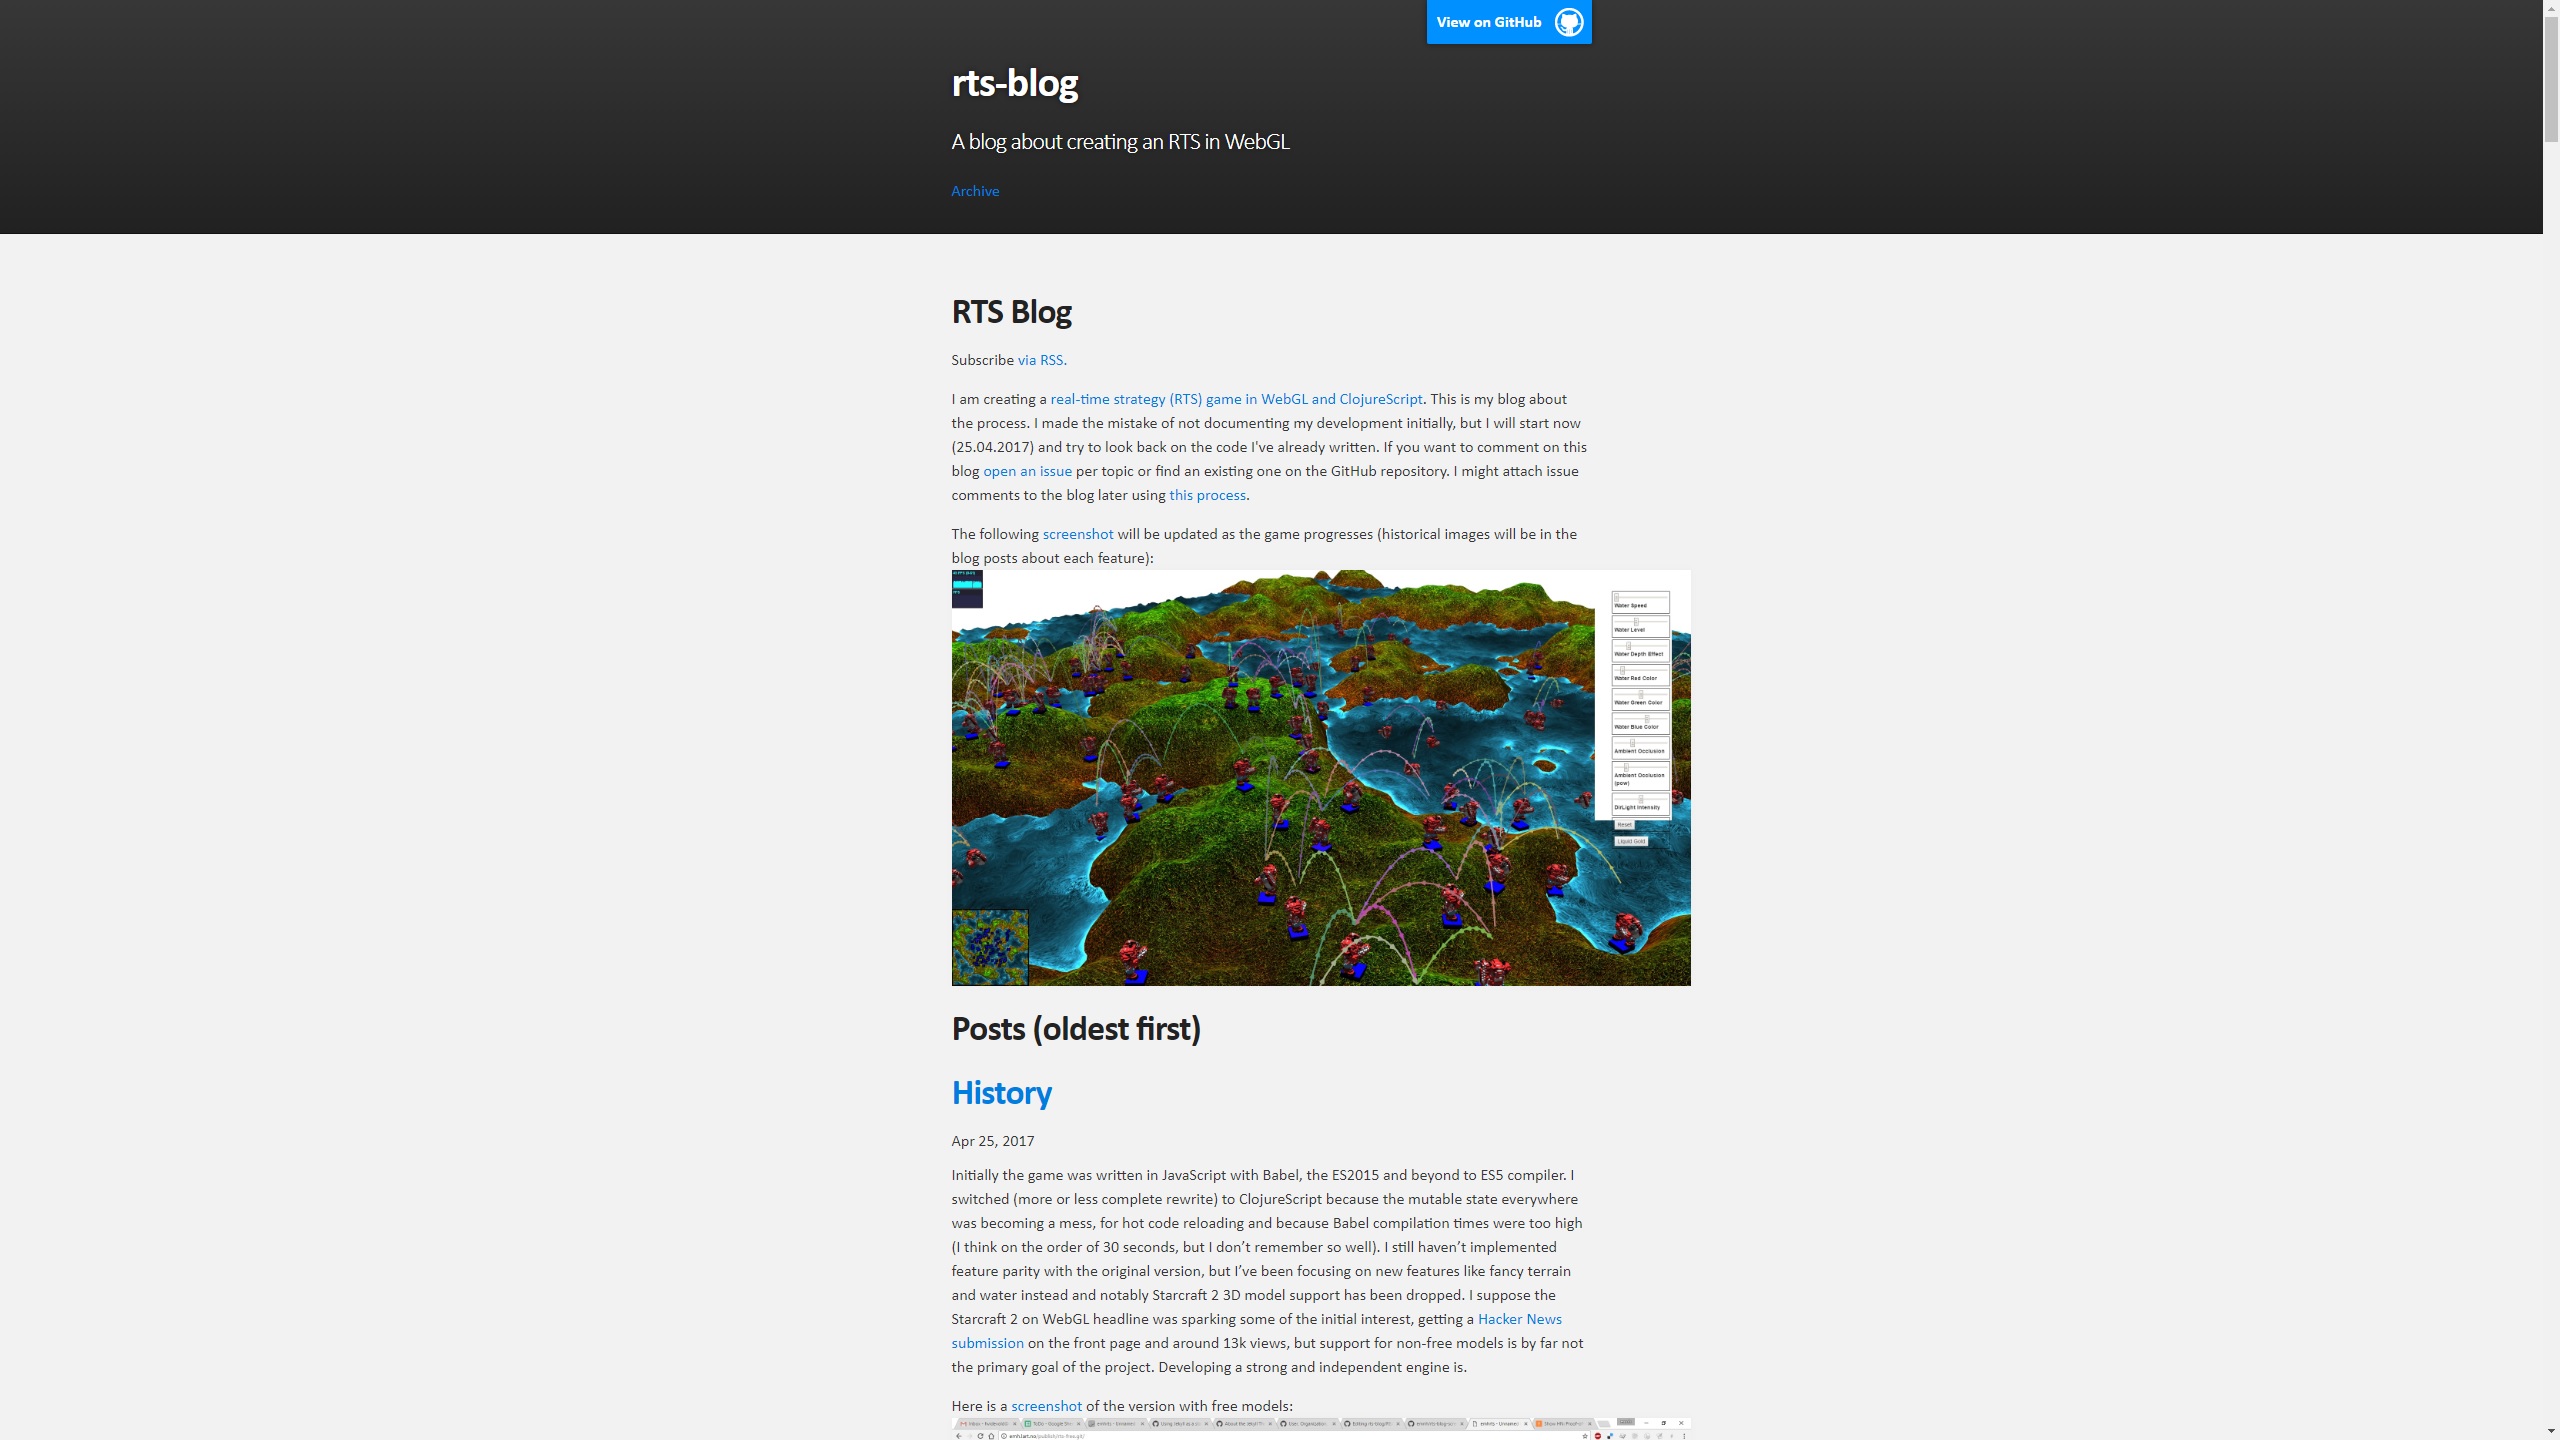 View on GitHub
rts-blog
A blog about creating an RTS in WebGL
Archive
RTS Blog
Subscribe via RSS.
I am creating a real-time strategy (RTS) game in WebGL and ClojureScript. This is my blog about
the process. I made the mistake of not documenting my development initially, but I will start now
(25.04.2017) and try to look back on the code I've already written. If you want to comment on this
blog open an issue per topic or find an existing one on the GitHub repository. I might attach issue
comments to the blog later using this process.
The following screenshot will be updated as the game progresses (historical images will be in the
blog posts about each feature):
Water Speed
Water Level
Water Depth Effect
Water Red Color
Water Green Color
Water Blue Color
Ambient Occlusion
Ambient Occlusion
(pow)
DirLight Intensity
Reset
Liquid Gold
Posts (oldest first)
History
Apr 25, 2017
Initially the game was written in JavaScript with Babel, the ES2015 and beyond to ES5 compiler. I
switched (more or less complete rewrite) to ClojureScript because the mutable state everywhere
was becoming a mess, for hot code reloading and because Babel compilation times were too high
(I think on the order of 30 seconds, but I don’t remember so well). I still haven’t implemented
feature parity with the original version, but I’ve been focusing on new features like fancy terrain
and water instead and notably Starcraft 2 3D model support has been dropped. I suppose the
Starcraft 2 on WebGL headline was sparking some of the initial interest, getting a Hacker News
submission on the front page and around 13k views, but support for non-free models is by far not
the primary goal of the project. Developing a strong and independent engine is.
Here is a screenshot of the version with free models: